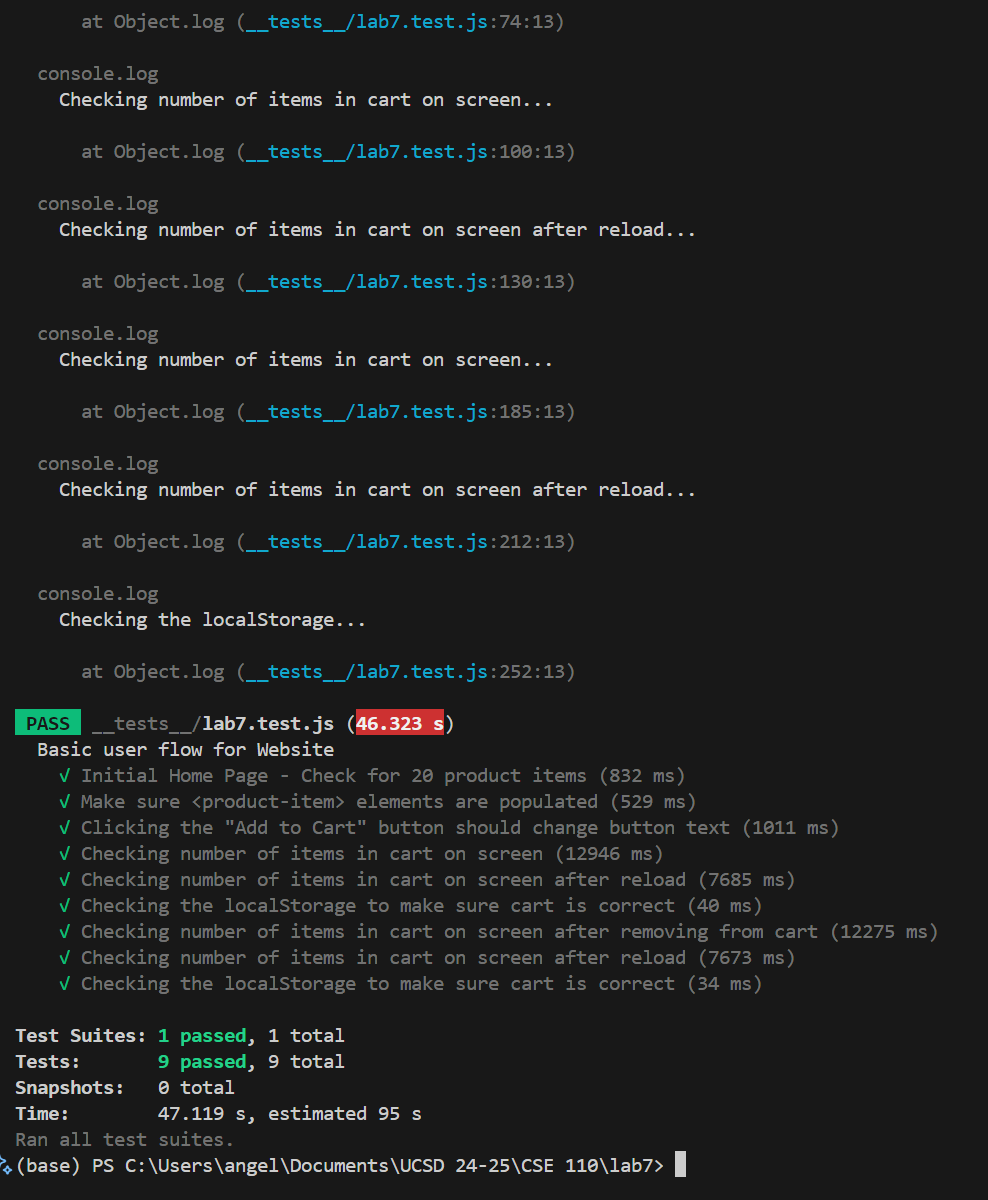 at Object.log (__tests__/lab7.test.js:74:13)
console.log
Checking number of items in cart on screen...
at Object.log (__tests__/lab7.test.js:100:13)
console.log
Checking number of items in cart on screen after reload...
at Object.log (__tests__/lab7.test.js:130:13)
console.log
Checking number of items in cart on screen...
at Object.log (__tests__/lab7.test.js:185:13)
console.log
Checking number of items in cart on screen after reload...
at Object.log (__tests__/lab7.test.js:212:13)
console.log
Checking the localStorage...
at Object.log (__tests__/lab7.test.js:252:13)
PASS __tests__/lab7.test.js (46.323 s)
Basic user flow for Website
√ Initial Home Page - Check for 20 product items (832 ms)
√ Make sure <product-item> elements are populated (529 ms)
√ Clicking the "Add to Cart" button should change button text (1011 ms)
√ Checking number of items in cart on screen (12946 ms)
√ Checking number of items in cart on screen after reload (7685 ms)
√ Checking the localStorage to make sure cart is correct (40 ms)
√ Checking number of items in cart on screen after removing from cart (12275 ms)
√ Checking number of items in cart on screen after reload (7673 ms)
√ Checking the localStorage to make sure cart is correct (34 ms)
Test Suites: 1 passed, 1 total
Tests: 9 passed, 9 total
Snapshots: 0 total
Time: 47.119 s, estimated 95 s
Ran all test suites.
(base) PS C:\Users\angel\Documents\UCSD 24-25\CSE 110\lab7>